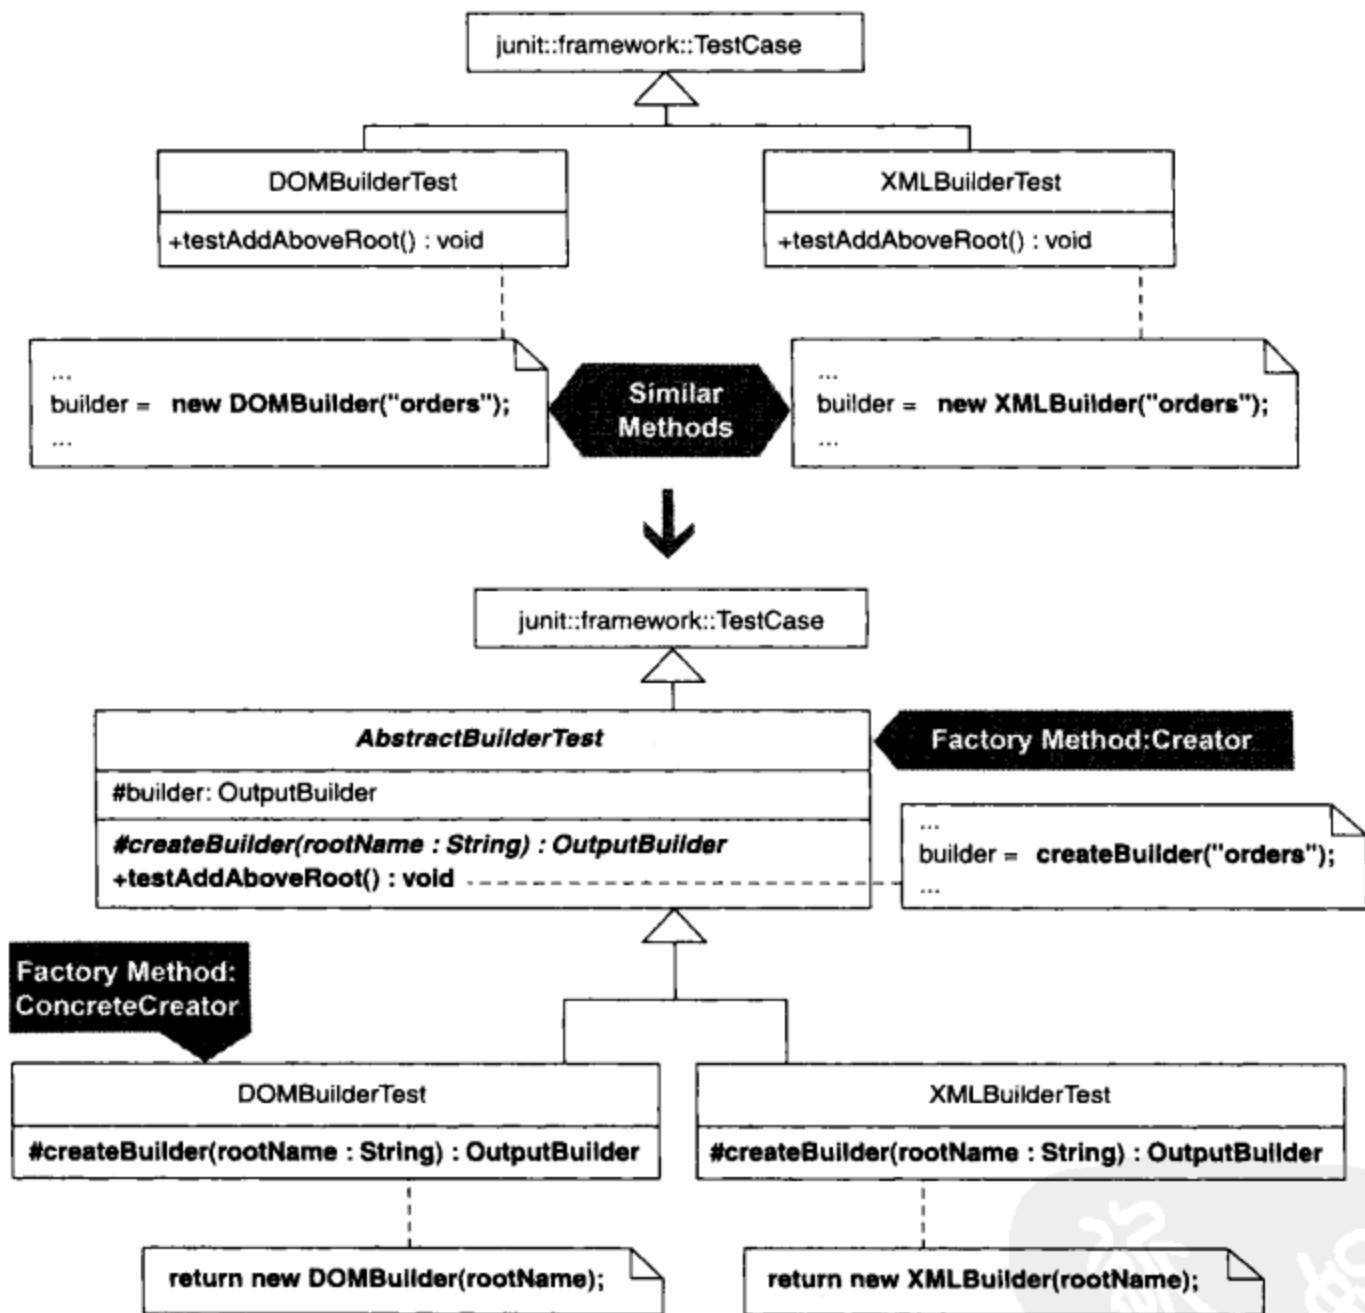 junit::framework::TestCase
DOMBuilderTest
XMLBuilderTest
+testAddAboveRoot() : void
+testAddAboveRoot() : void
...
builder = new DOMBuilder("orders");
...
Similar
Methods
...
builder = new XMLBuilder("orders");
...
junit::framework::TestCase
AbstractBuilderTest
Factory Method:Creator
#builder: OutputBuilder
#createBuilder(rootName : String) : OutputBuilder
+testAddAboveRoot() : void
...
builder = createBuilder("orders");
...
Factory Method:
ConcreteCreator
DOMBuilderTest
XMLBuilderTest
#createBuilder(rootName : String) : OutputBuilder
#createBuilder(rootName : String) : OutputBuilder
return new DOMBuilder(rootName);
return new XMLBuilder(rootName);